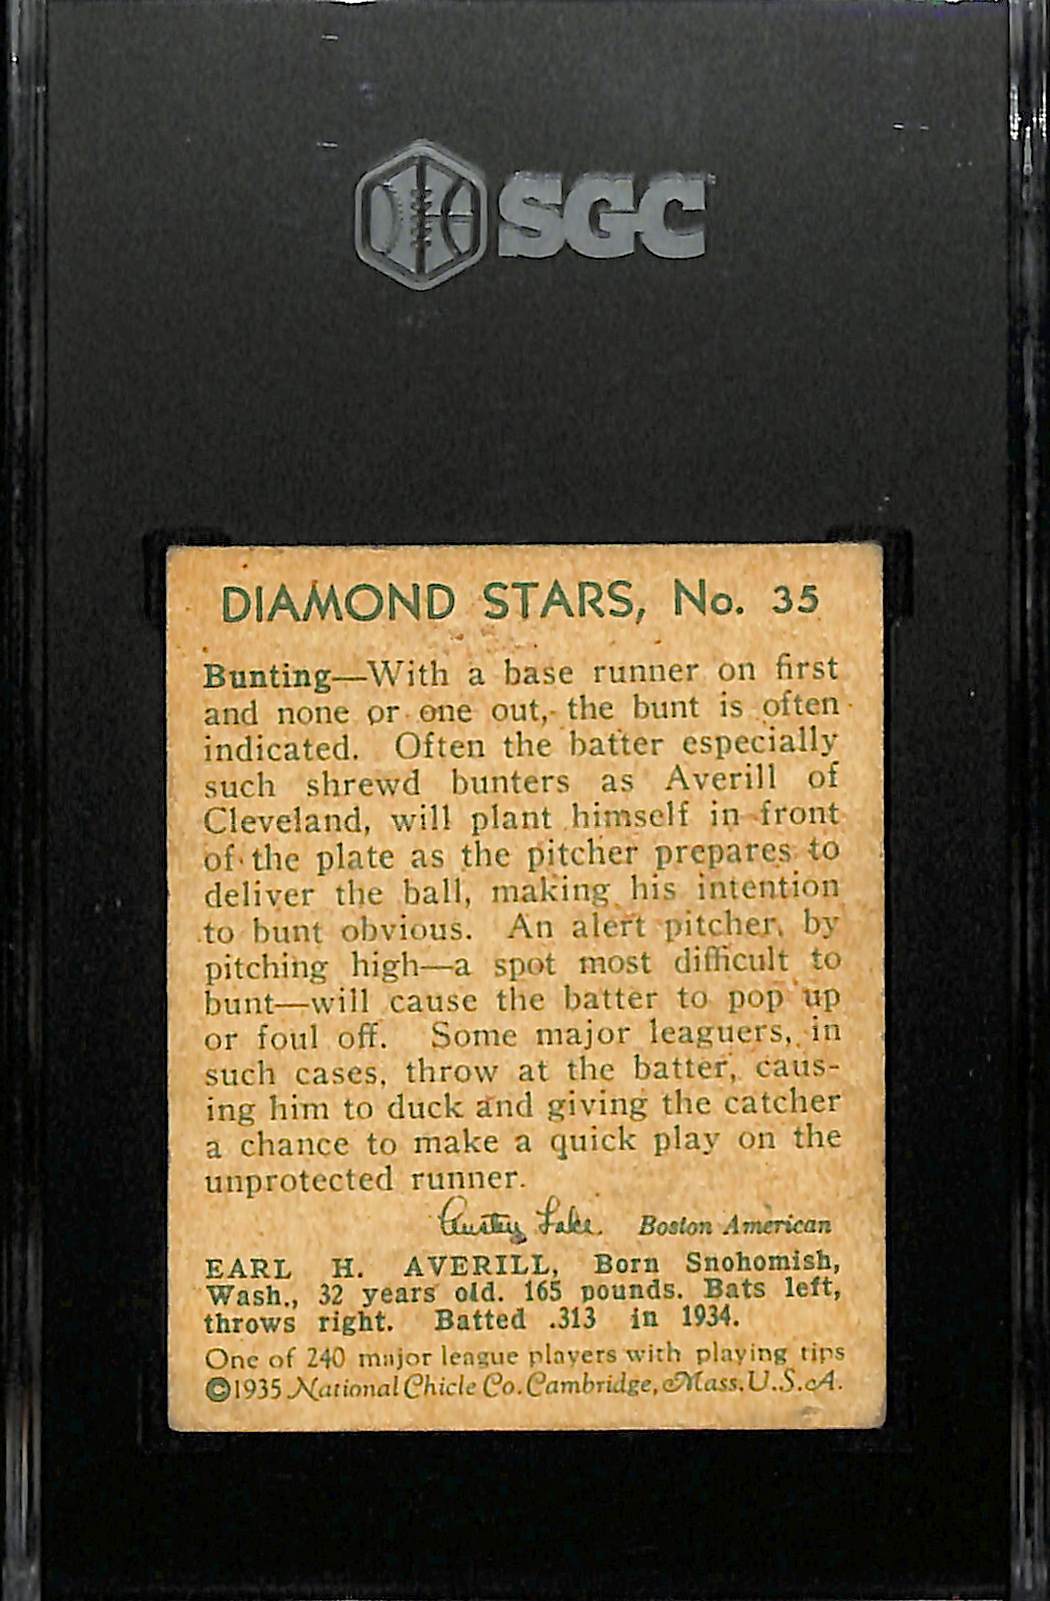 SGC
DIAMOND STARS, No. 35
Bunting—With a base runner on first
and none or one out, the bunt is often
indicated. Often the batter especially
such shrewd bunters as Averill of
Cleveland, will plant himself in front
of the plate as the pitcher prepares to
deliver the ball, making his intention
to bunt obvious. An alert pitcher, by
pitching high—a spot most difficult to
bunt—will cause the batter to pop up
or foul off. Some major leaguers, in
such cases, throw at the batter, caus-
ing him to duck and giving the catcher
a chance to make a quick play on the
unprotected runner.
Austen Lake. Boston American
EARL H. AVERILL, Born Snohomish,
Wash., 32 years old. 165 pounds. Bats left,
throws right. Batted .313 in 1934.
One of 240 major league players with playing tips
©1935 National Chicle Co. Cambridge, Mass. U.S.A.